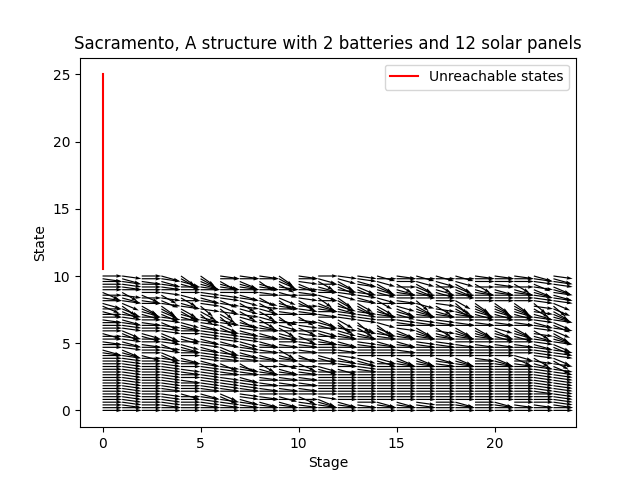 Sacramento, A structure with 2 batteries and 12 solar panels
Unreachable states
25
20
15
10
5
0
State
0 5 10 15 20
Stage